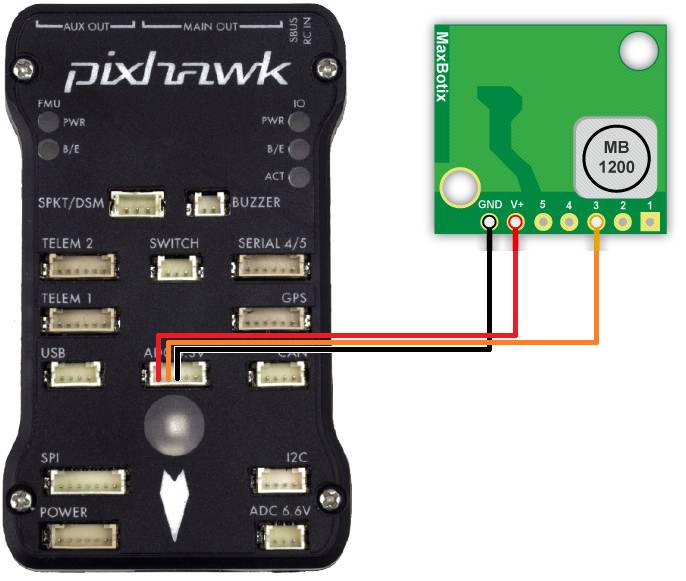 AUX OUT
MAIN OUT
SBUS
RC IN
pixhawk
FMU
IO
PWR
PWR
B/E
B/E
ACT
SPKT/DSM
BUZZER
TELEM 2
SWITCH
SERIAL 4/5
TELEM 1
GPS
USB
CAN
SPI
I2C
POWER
ADC 6.6V
MaxBotix
MB
1200
GND V+ 5 4 3 2 1